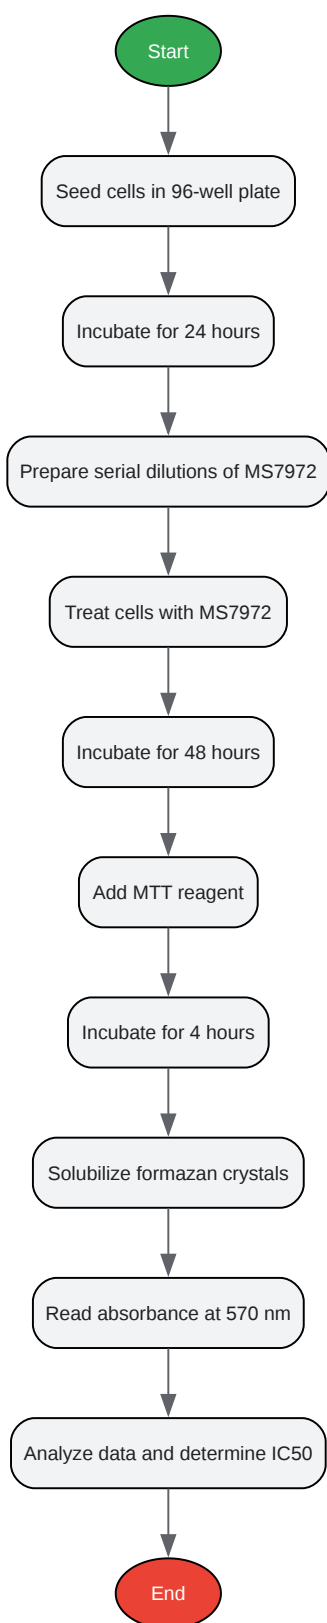 Start
Seed cells in 96-well plate
Incubate for 24 hours
Prepare serial dilutions of MS7972
Treat cells with MS7972
Incubate for 48 hours
Add MTT reagent
Incubate for 4 hours
Solubilize formazan crystals
Read absorbance at 570 nm
Analyze data and determine IC50
End